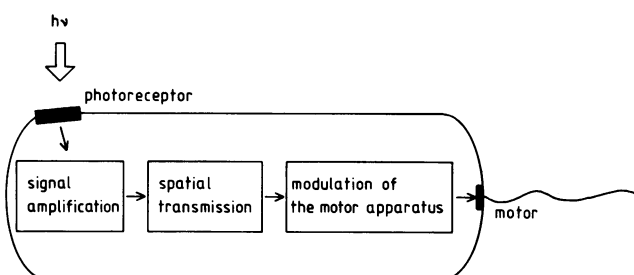 hν
photoreceptor
signal
amplification
spatial
transmission
modulation of
the motor apparatus
motor